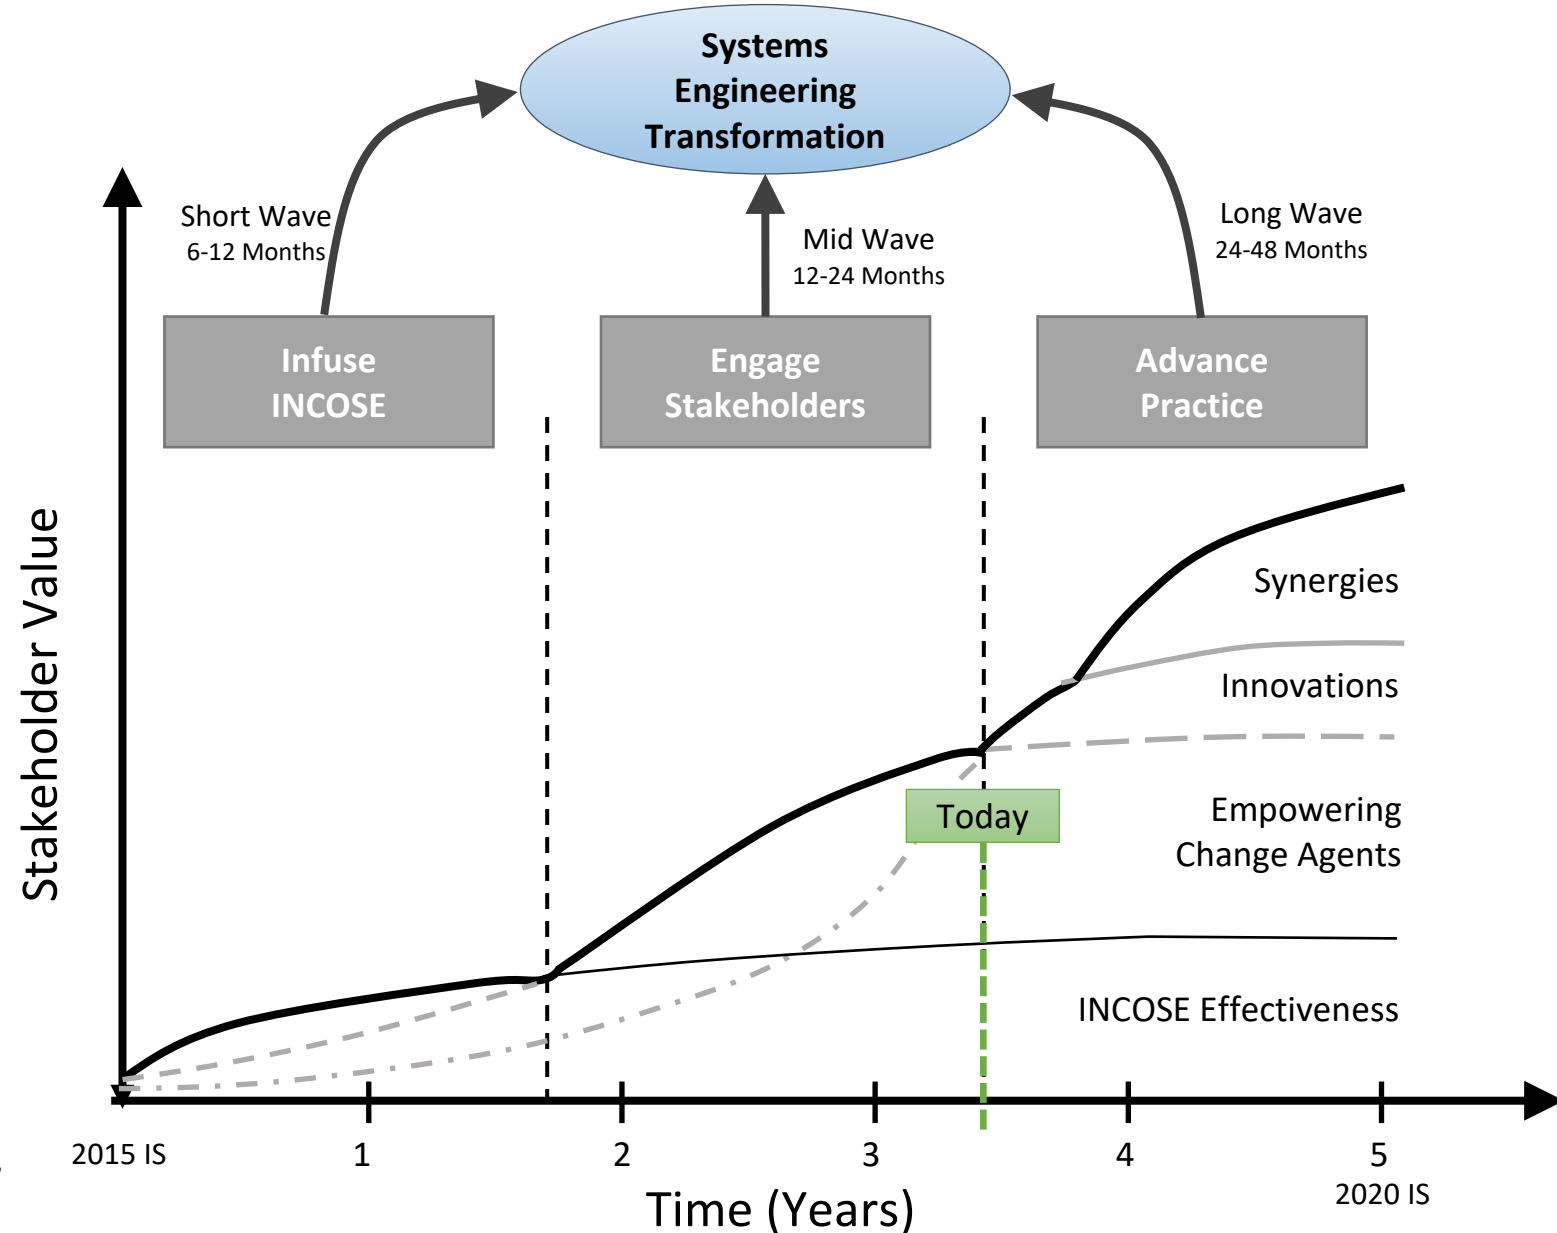 Systems
Engineering
Transformation
Short Wave
6-12 Months
Mid Wave
12-24 Months
Long Wave
24-48 Months
Infuse
INCOSE
Engage
Stakeholders
Advance
Practice
Stakeholder Value
Synergies
Innovations
Today
Empowering
Change Agents
INCOSE Effectiveness
2015 IS
1
2
3
4
5
2020 IS
Time (Years)